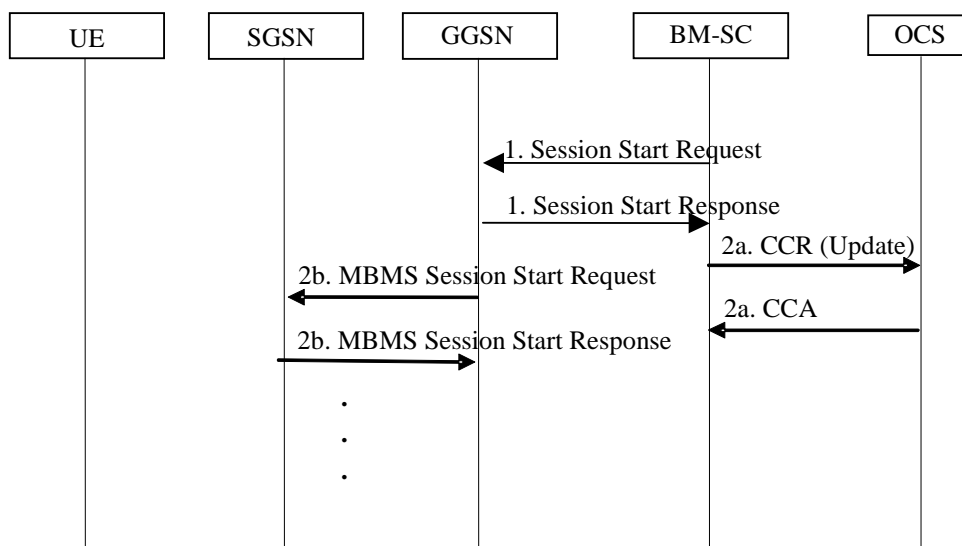 UE
SGSN
GGSN
BM-SC
OCS
1. Session Start Request
1. Session Start Response
2a. CCR (Update)
2b. MBMS Session Start Request
2a. CCA
2b. MBMS Session Start Response
.
.
.